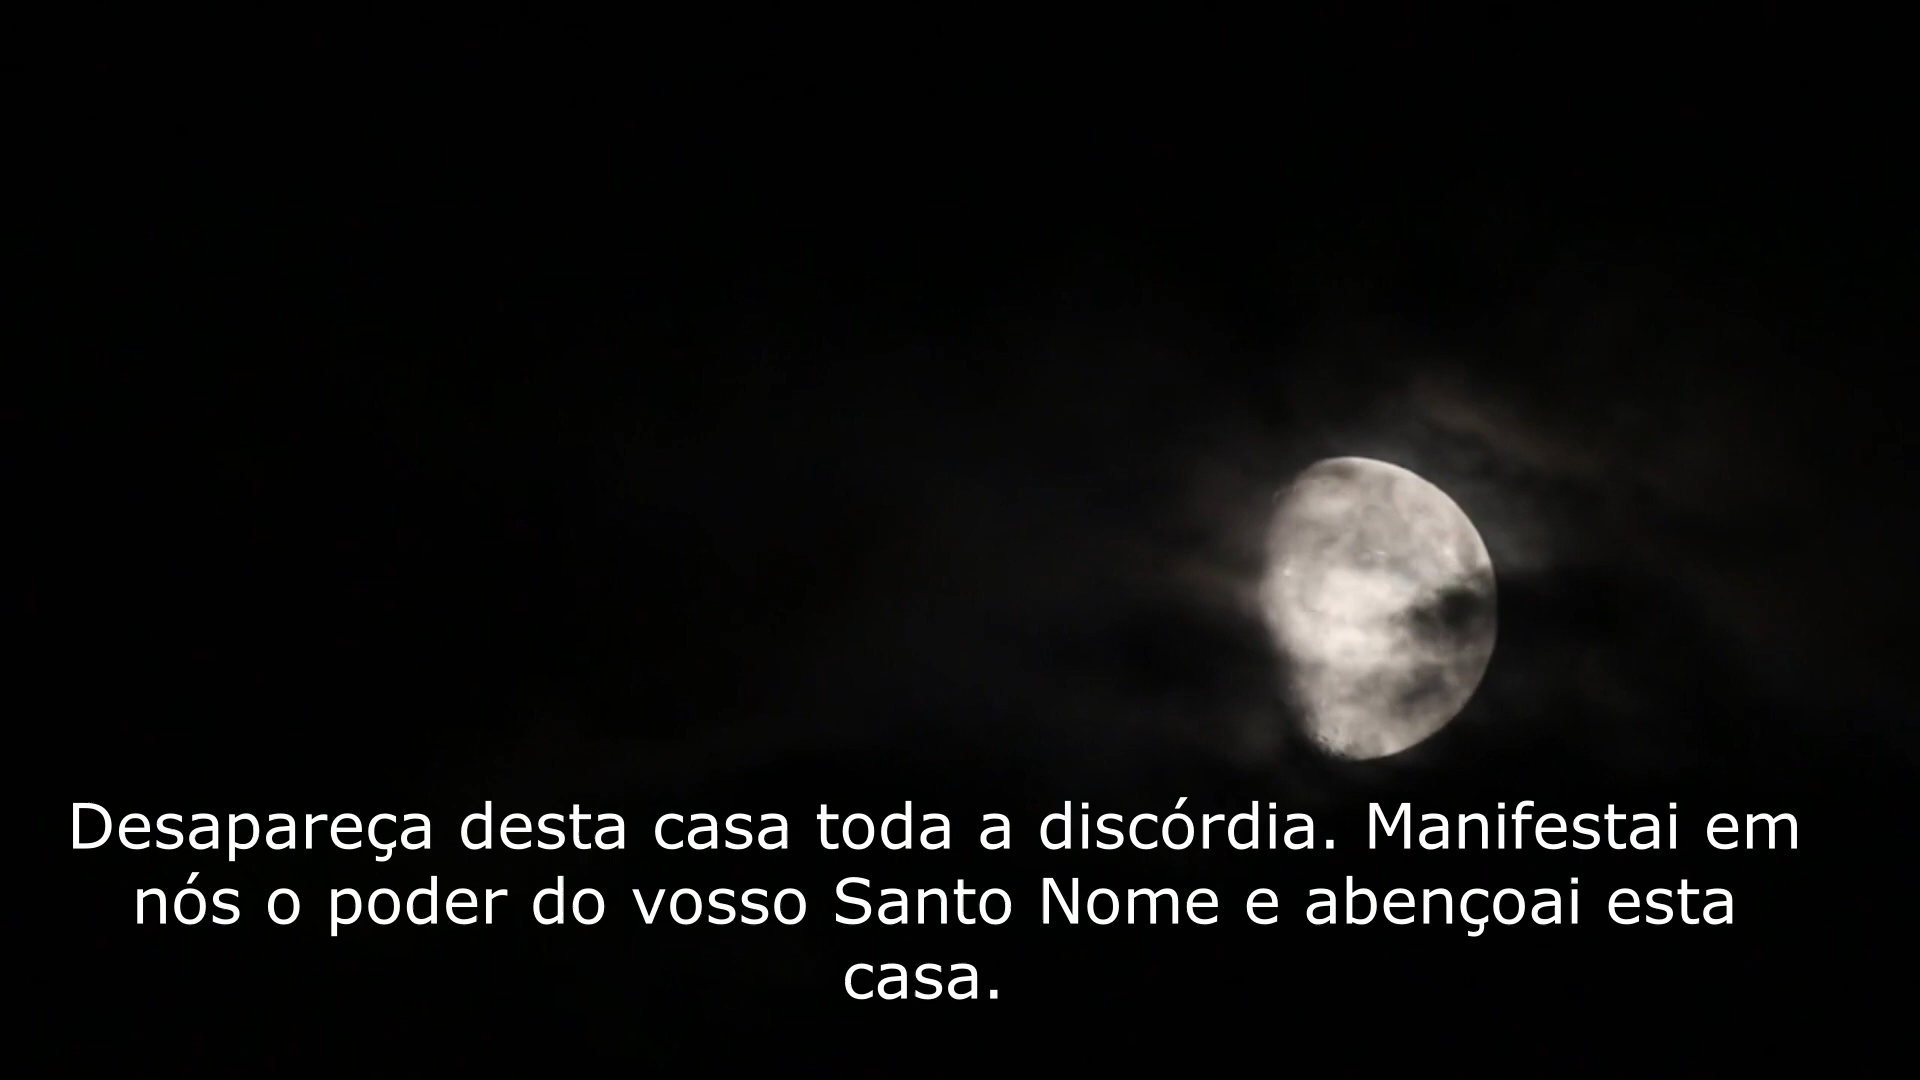 Desapareça desta casa toda a discórdia. Manifestai em
nós o poder do vosso Santo Nome e abençoai esta
casa.